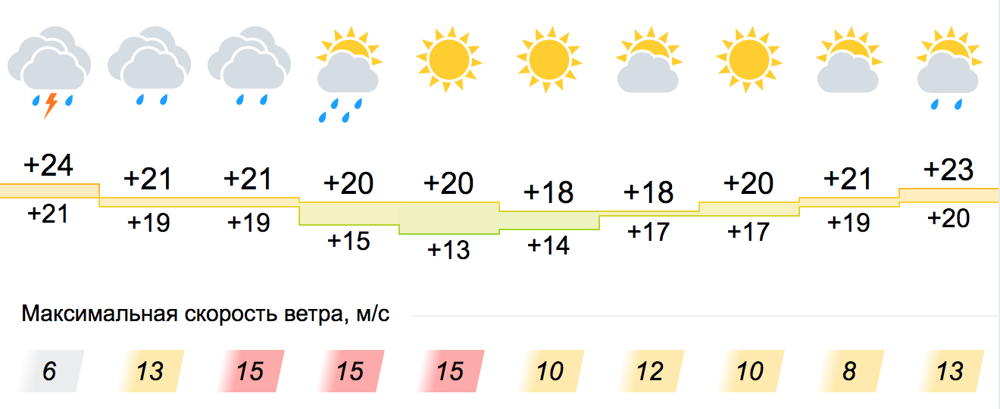 +24 +21 +21 +20 +20 +18 +18 +20 +21 +23
+21 +19 +19 +15 +13 +14 +17 +17 +19 +20
Максимальная скорость ветра, м/с
6 13 15 15 15 10 12 10 8 13